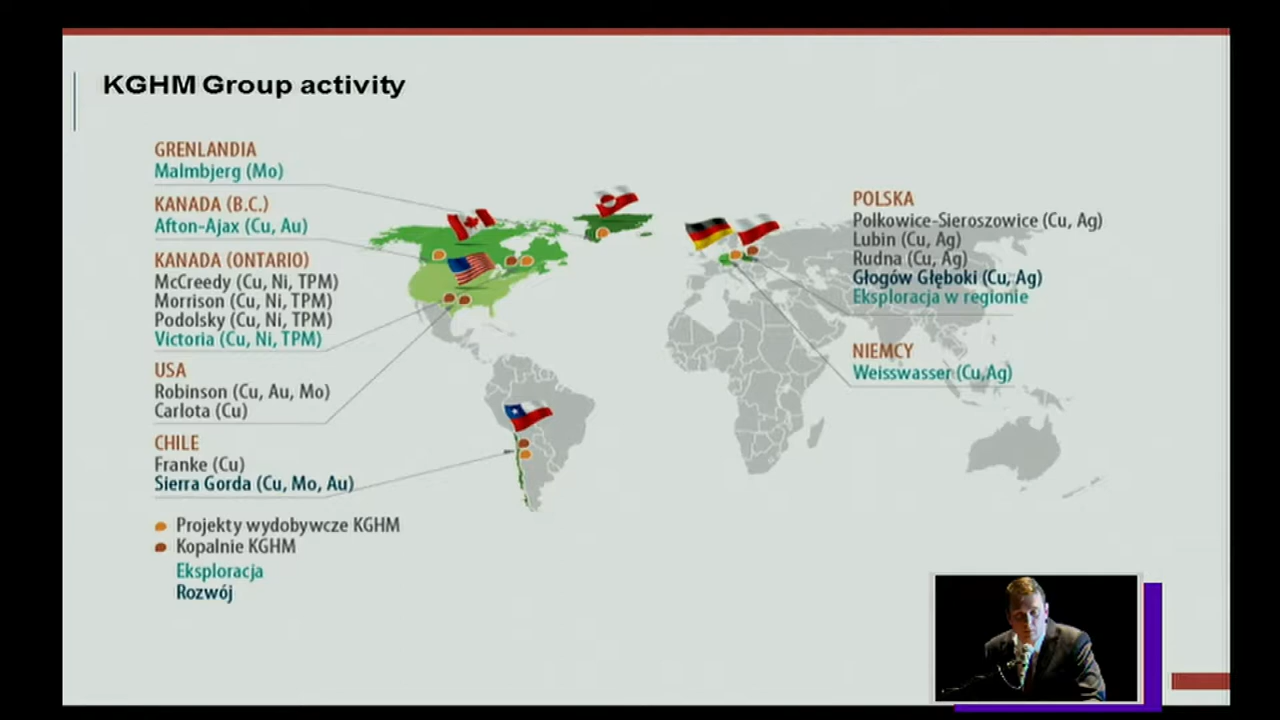 KGHM Group activity
GRENLANDIA
Malmbjerg (Mo)
KANADA (B.C.)
Afton-Ajax (Cu, Au)
KANADA (ONTARIO)
McCreedy (Cu, Ni, TPM)
Morrison (Cu, Ni, TPM)
Podolsky (Cu, Ni, TPM)
Victoria (Cu, Ni, TPM)
USA
Robinson (Cu, Au, Mo)
Carlota (Cu)
CHILE
Franke (Cu)
Sierra Gorda (Cu, Mo, Au)
Projekty wydobywcze KGHM
Kopalnie KGHM
Eksploracja
Rozwój
POLSKA
Polkowice-Sieroszowice (Cu, Ag)
Lubin (Cu, Ag)
Rudna (Cu, Ag)
Głogów Głęboki (Cu, Ag)
Eksploracja w regionie
NIEMCY
Weisswasser (Cu,Ag)